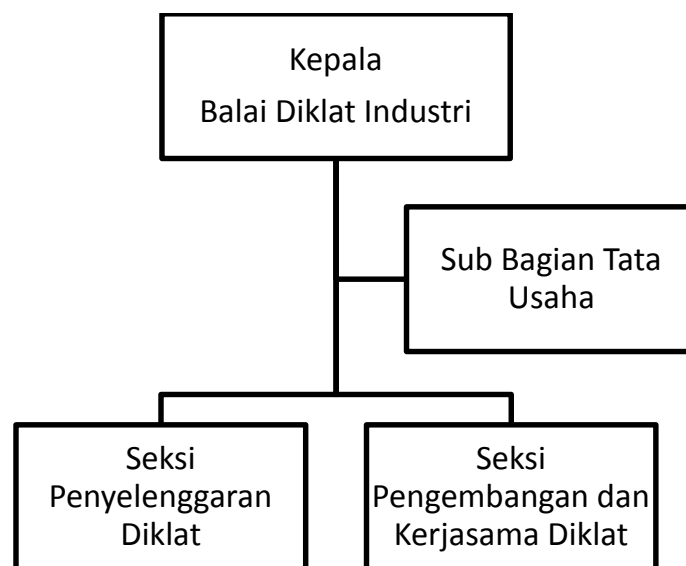 Kepala
Balai Diklat Industri
Sub Bagian Tata
Usaha
Seksi
Penyelenggaran
Diklat
Seksi
Pengembangan dan
Kerjasama Diklat